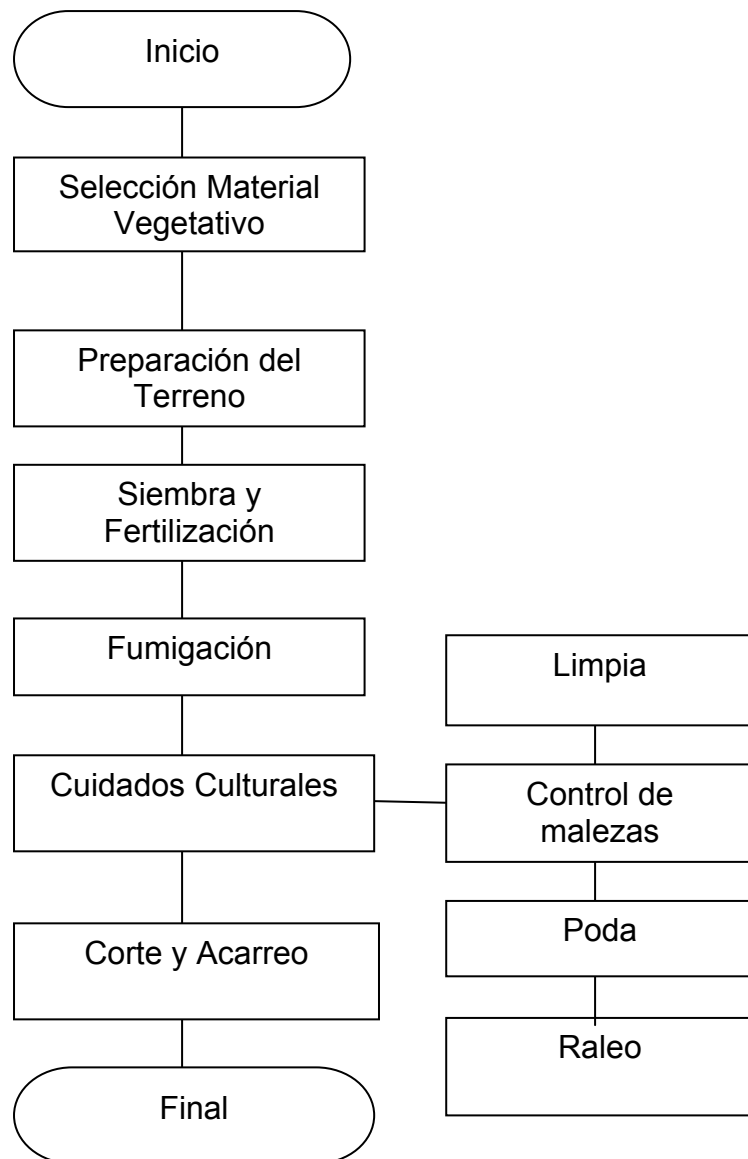 Inicio
Selección Material
Vegetativo
Preparación del
Terreno
Siembra y
Fertilización
Fumigación
Cuidados Culturales
Corte y Acarreo
Final
Limpia
Control de
malezas
Poda
Raleo